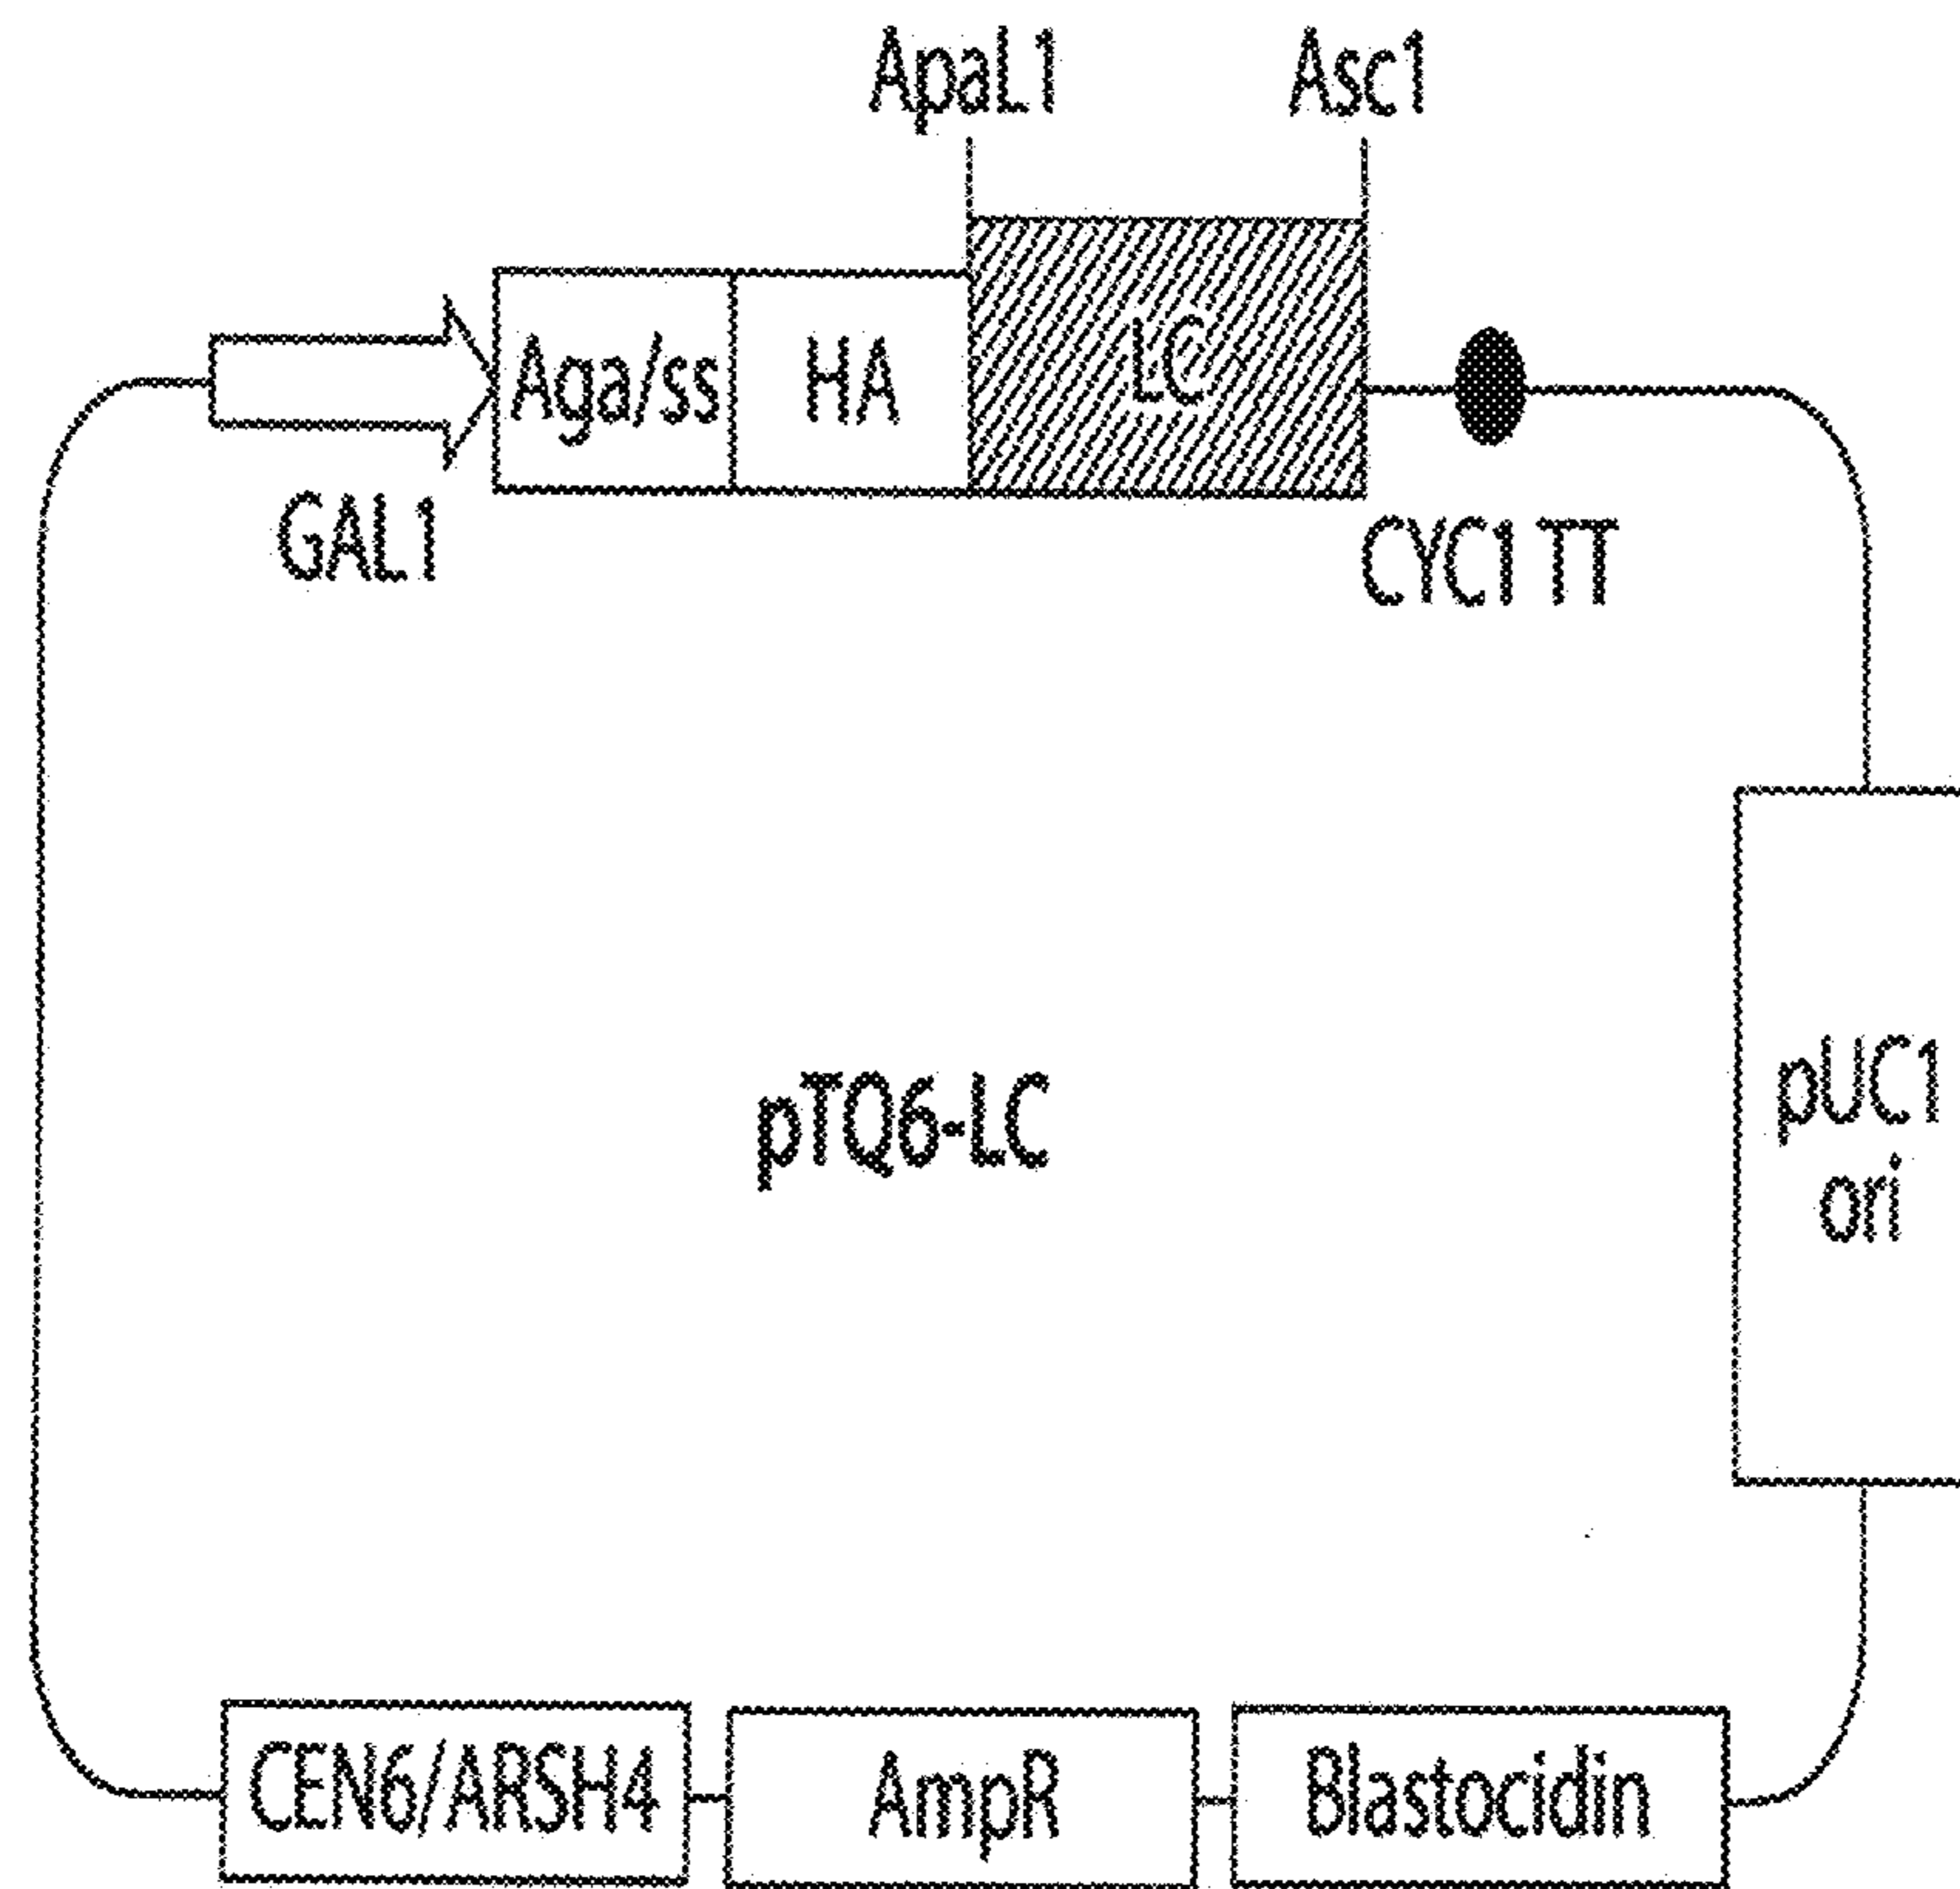 ApaL1
Asc1
Aga/ss
HA
LC
GAL1
CYC1 TT
pTQ6-LC
pUC1
ori
CEN6/ARSH4
AmpR
Blastocidin